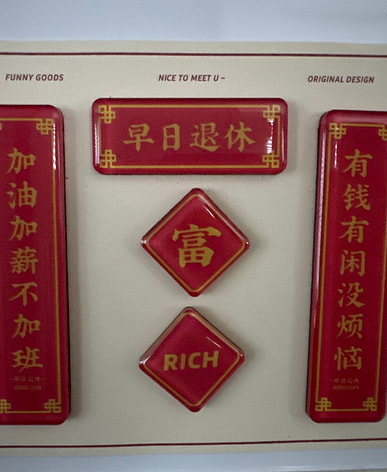 FUNNY GOODS
NICE TO MEET U ~
ORIGINAL DESIGN
早日退休
有钱有闲没烦恼
加油加薪不加班
富
RICH